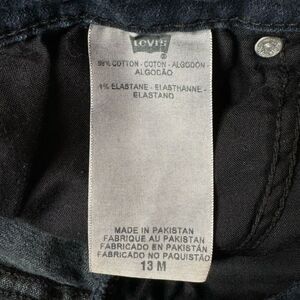 Levi's
®
99% COTTON - COTON - ALGODON -
ALGODÃO
1% ELASTANE - ELASTHANNE -
ELASTANO
MADE IN PAKISTAN
FABRIQUE AU PAKISTAN
FABRICADO EN PAKISTÁN
FABRICADO NO PAQUISTÃO
13 M